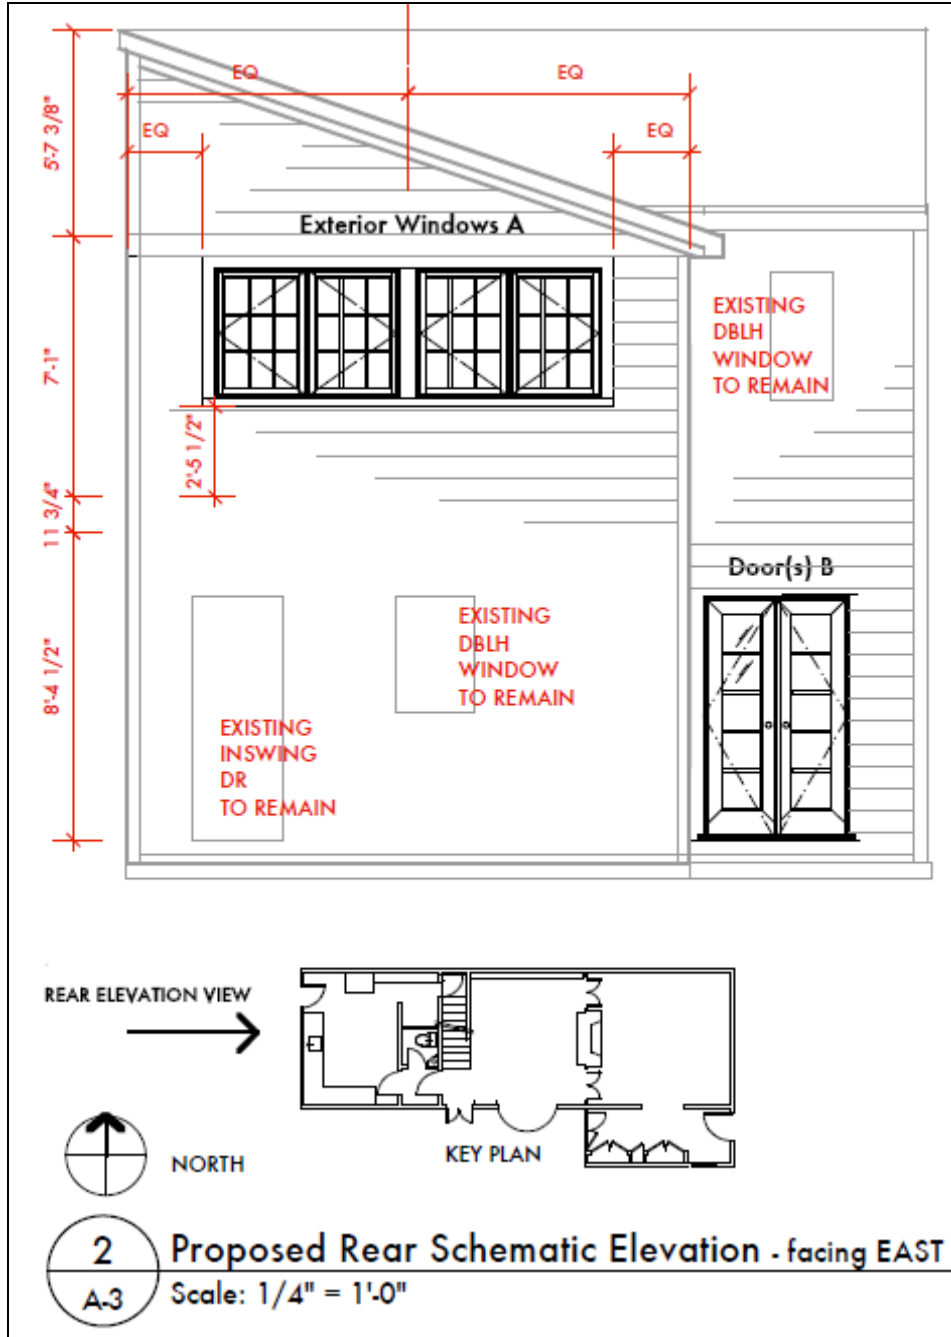 EQ
EQ
5'-7 3/8"
EQ
EQ
Exterior Windows A
EXISTING
DBLH
WINDOW
TO REMAIN
7'-1"
2'-5 1/2"
11 3/4"
Door(s) B
EXISTING
DBLH
WINDOW
TO REMAIN
8'-4 1/2"
EXISTING
INSWING
DR
TO REMAIN
REAR ELEVATION VIEW
KEY PLAN
NORTH
2
A-3
Proposed Rear Schematic Elevation - facing EAST
Scale: 1/4" = 1'-0"